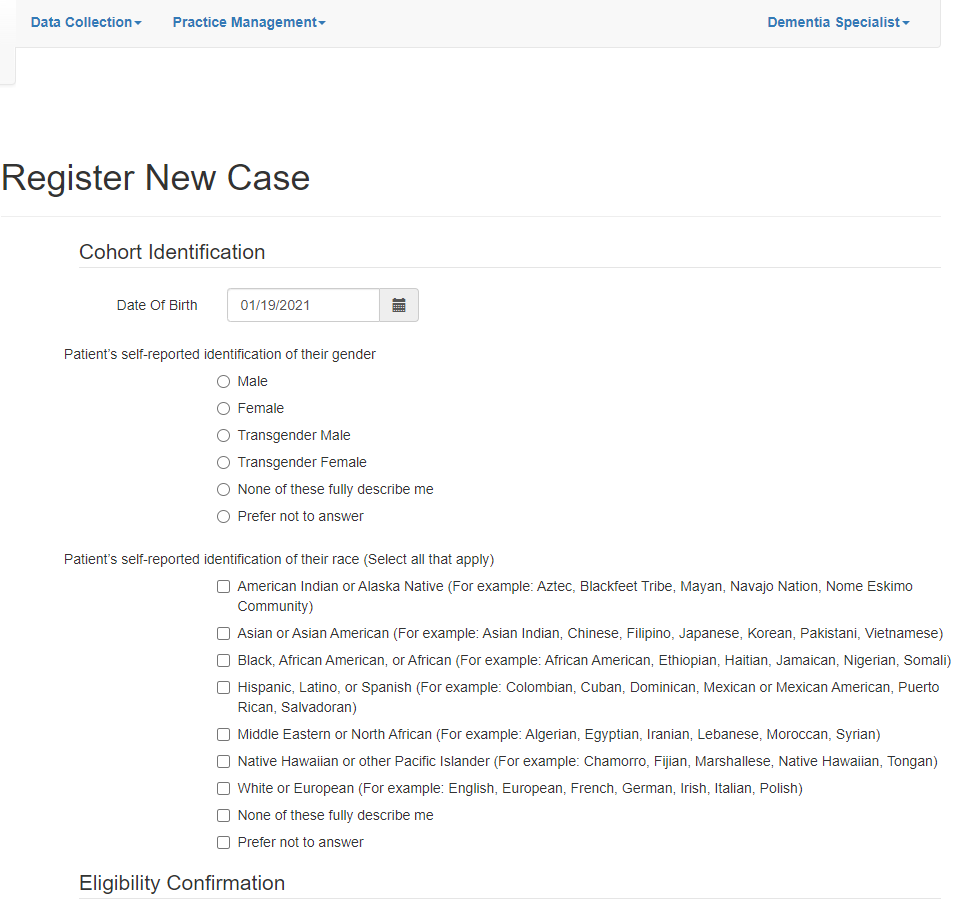 Data Collection Practice Management Dementia Specialist
Register New Case
Cohort Identification
Date Of Birth 01/19/2021
Patient's self-reported identification of their gender
Male
Female
Transgender Male
Transgender Female
None of these fully describe me
Prefer not to answer
Patient's self-reported identification of their race (Select all that apply)
American Indian or Alaska Native (For example: Aztec, Blackfeet Tribe, Mayan, Navajo Nation, Nome Eskimo
Community)
Asian or Asian American (For example: Asian Indian, Chinese, Filipino, Japanese, Korean, Pakistani, Vietnamese)
Black, African American, or African (For example: African American, Ethiopian, Haitian, Jamaican, Nigerian, Somali)
Hispanic, Latino, or Spanish (For example: Colombian, Cuban, Dominican, Mexican or Mexican American, Puerto
Rican, Salvadoran)
Middle Eastern or North African (For example: Algerian, Egyptian, Iranian, Lebanese, Moroccan, Syrian)
Native Hawaiian or other Pacific Islander (For example: Chamorro, Fijian, Marshallese, Native Hawaiian, Tongan)
White or European (For example: English, European, French, German, Irish, Italian, Polish)
None of these fully describe me
Prefer not to answer
Eligibility Confirmation